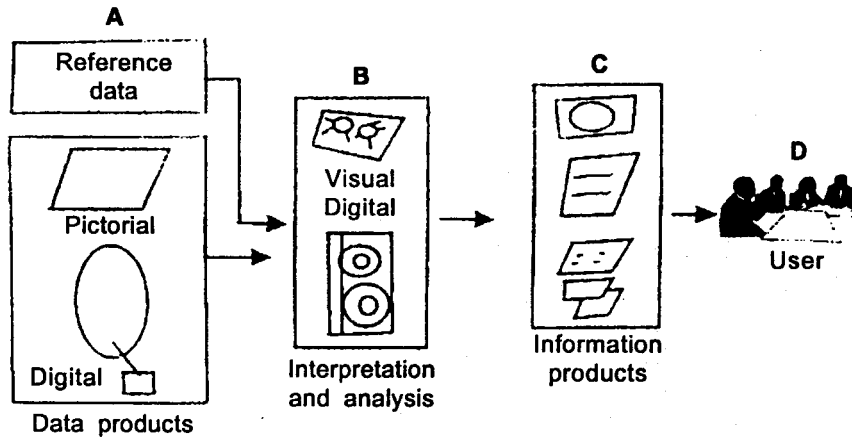 A
Reference
data
Pictorial
Digital
Data products
B
Visual
Digital
Interpretation
and analysis
C
Information
products
D
User